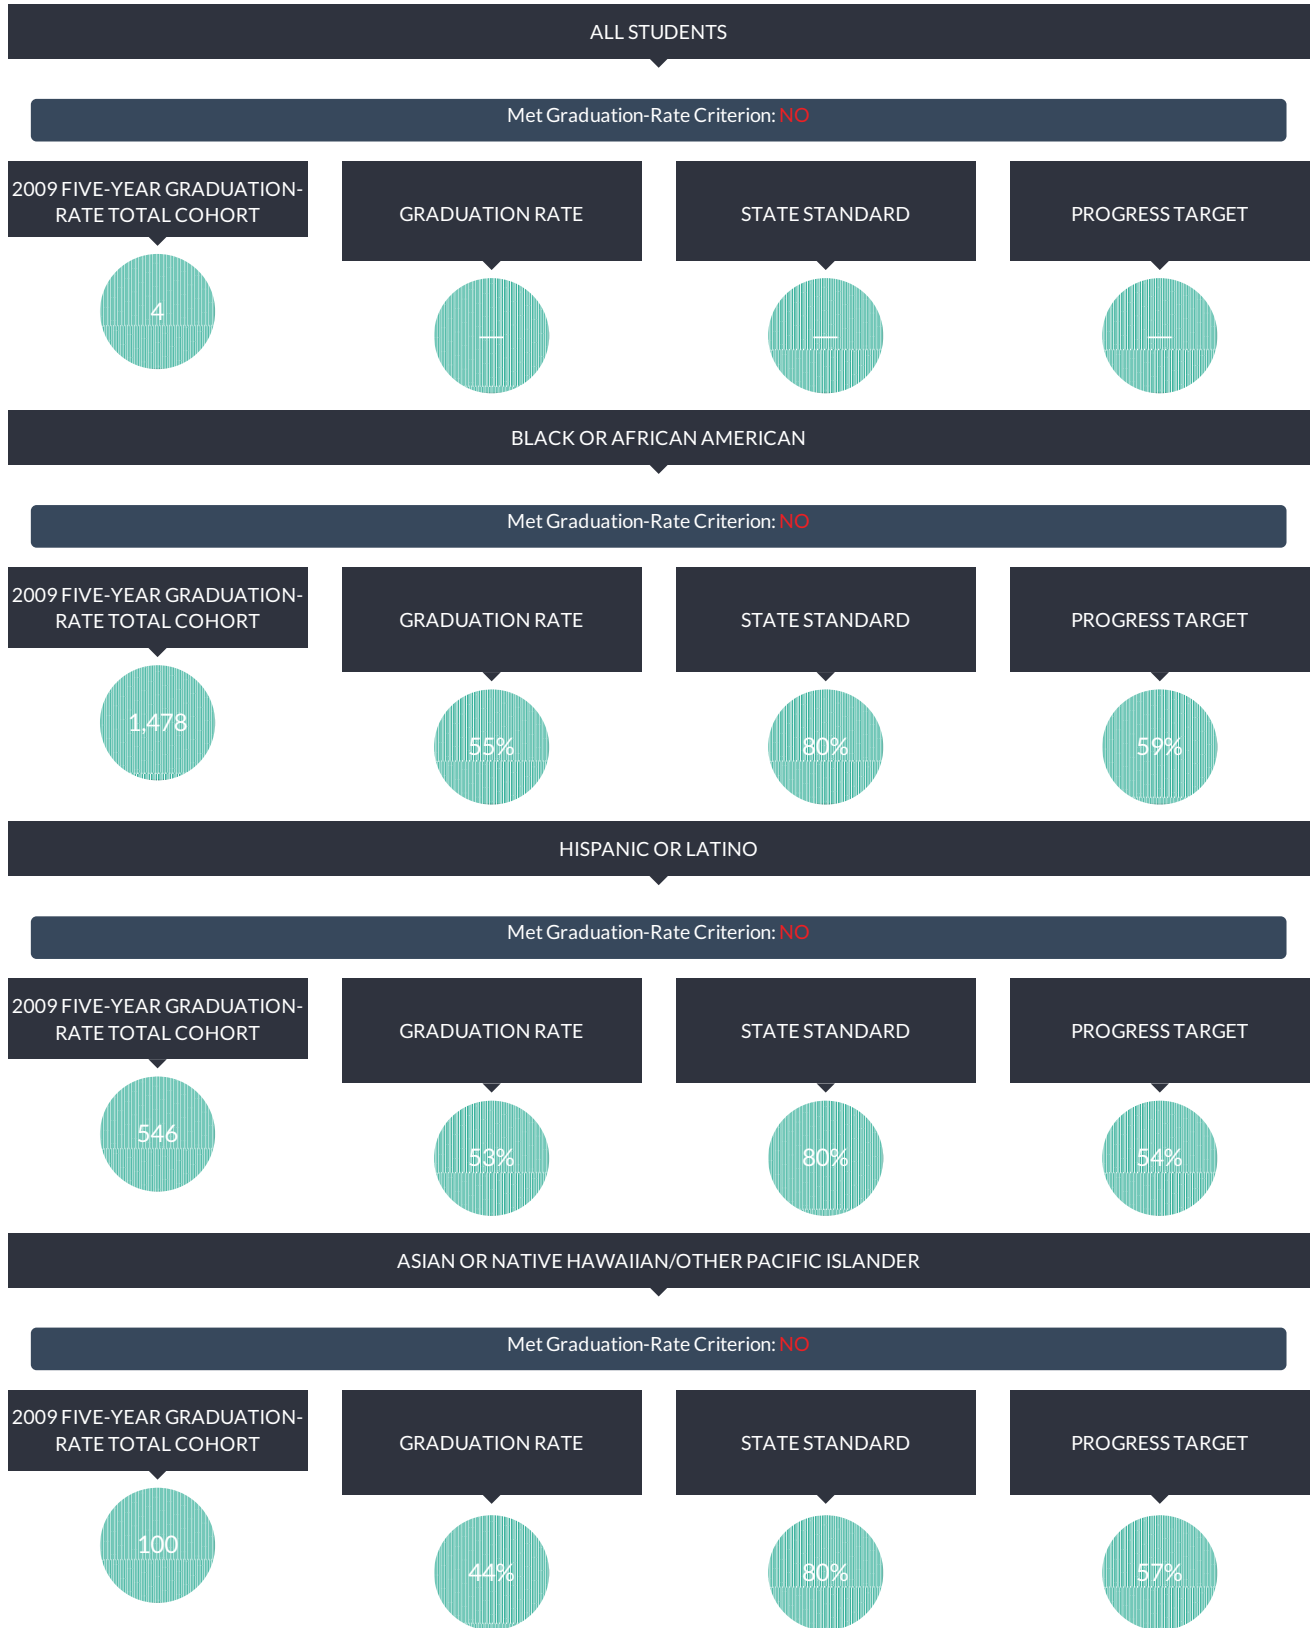 ALL STUDENTS
Met Graduation-Rate Criterion: NO
2009 FIVE-YEAR GRADUATION-
RATE TOTAL COHORT
GRADUATION RATE
STATE STANDARD
PROGRESS TARGET
4
—
—
—
BLACK OR AFRICAN AMERICAN
Met Graduation-Rate Criterion: NO
2009 FIVE-YEAR GRADUATION-
RATE TOTAL COHORT
GRADUATION RATE
STATE STANDARD
PROGRESS TARGET
1,478
55%
80%
59%
HISPANIC OR LATINO
Met Graduation-Rate Criterion: NO
2009 FIVE-YEAR GRADUATION-
RATE TOTAL COHORT
GRADUATION RATE
STATE STANDARD
PROGRESS TARGET
546
53%
80%
54%
ASIAN OR NATIVE HAWAIIAN/OTHER PACIFIC ISLANDER
Met Graduation-Rate Criterion: NO
2009 FIVE-YEAR GRADUATION-
RATE TOTAL COHORT
GRADUATION RATE
STATE STANDARD
PROGRESS TARGET
100
44%
80%
57%